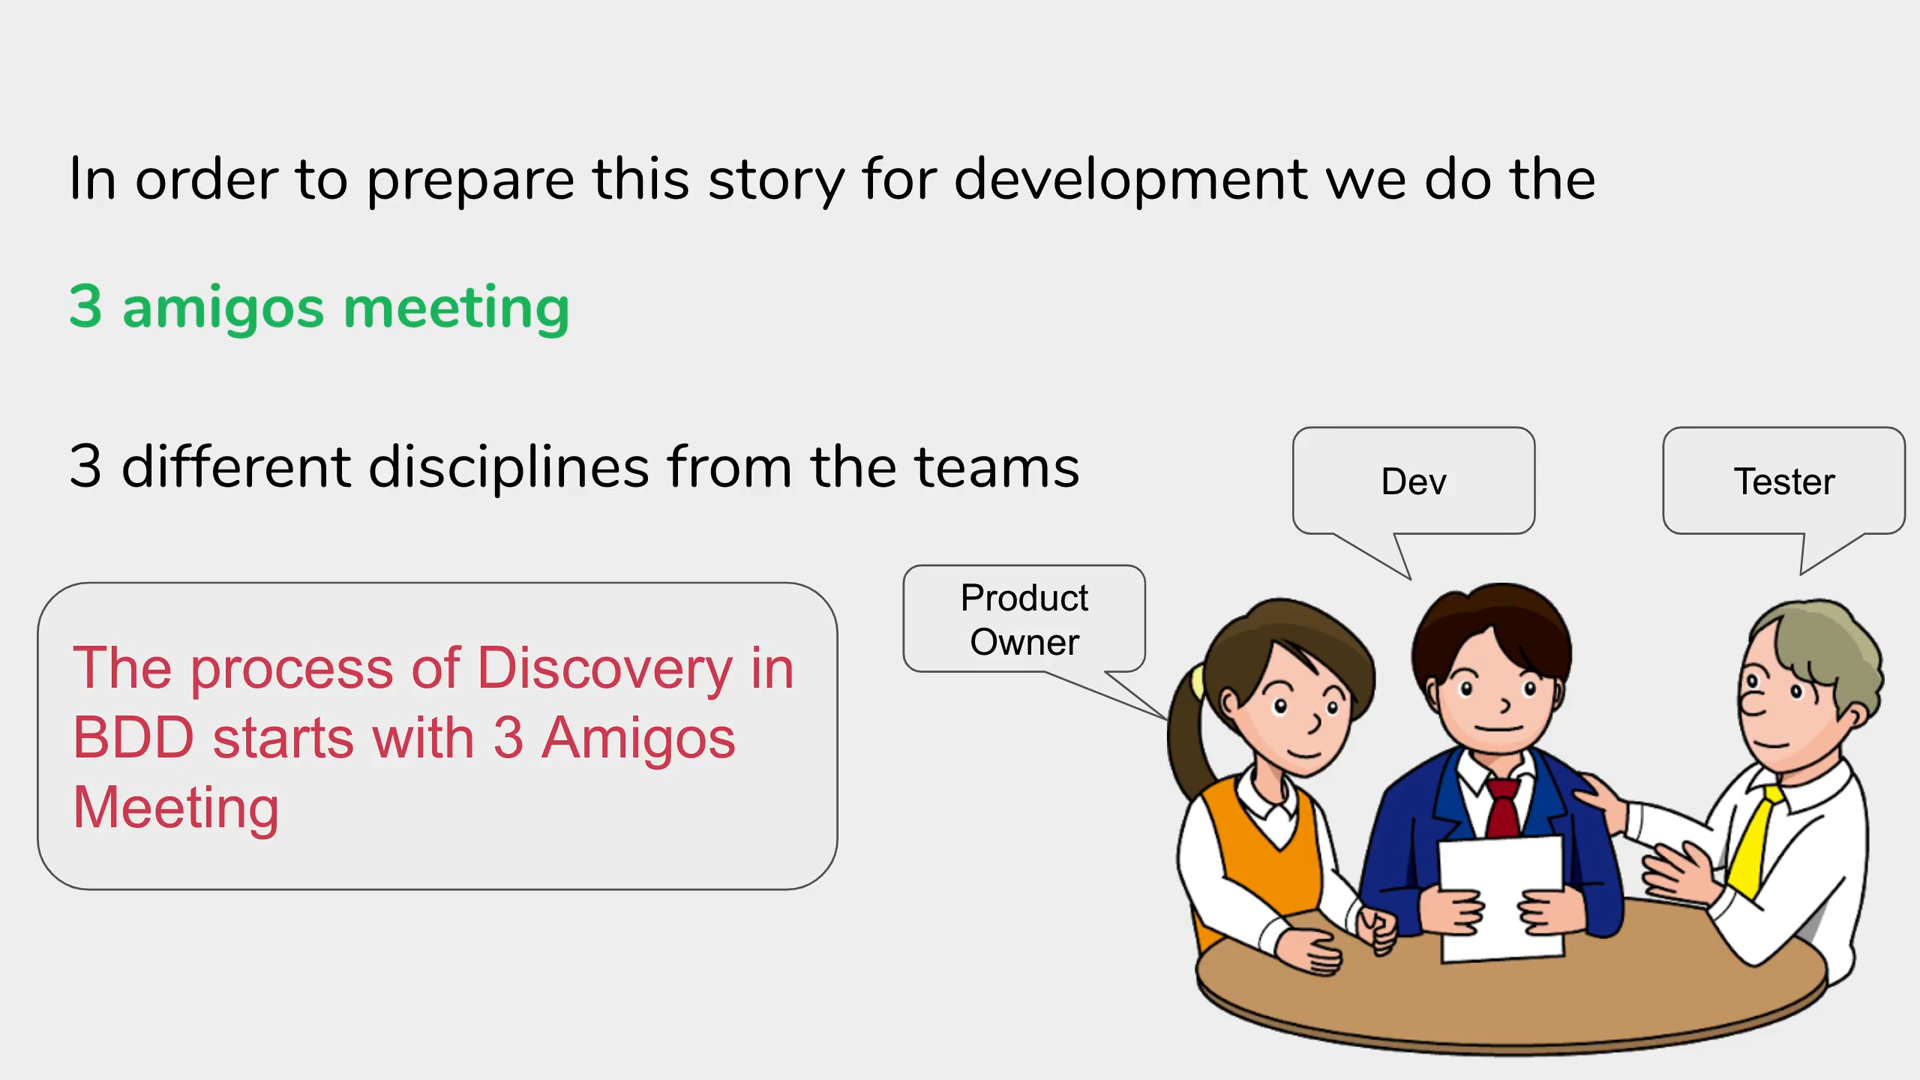 In order to prepare this story for development we do the
3 amigos meeting
3 different disciplines from the teams
The process of Discovery in
BDD starts with 3 Amigos
Meeting
Product
Owner
Dev
Tester